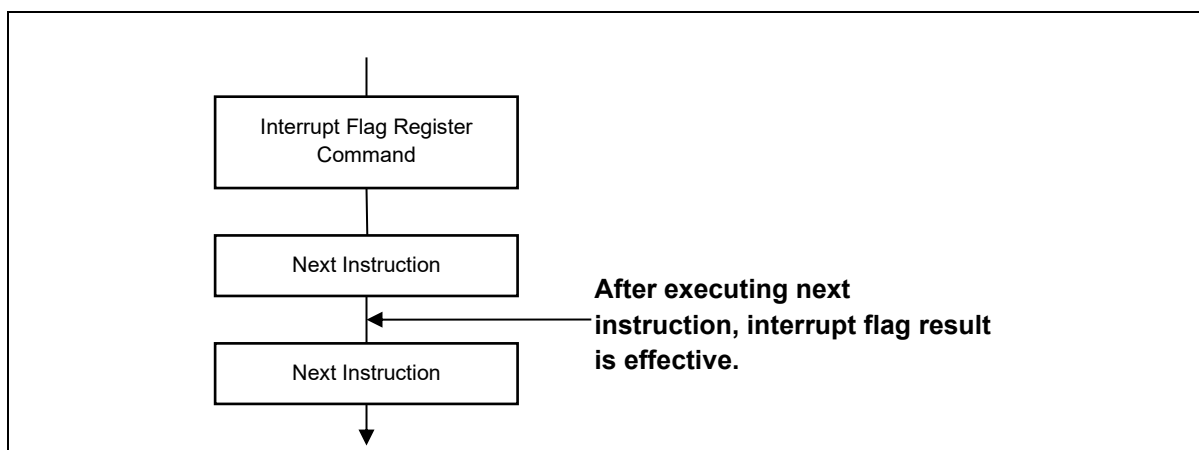 Interrupt Flag Register
Command
Next Instruction
After executing next
instruction, interrupt flag result
is effective.
Next Instruction